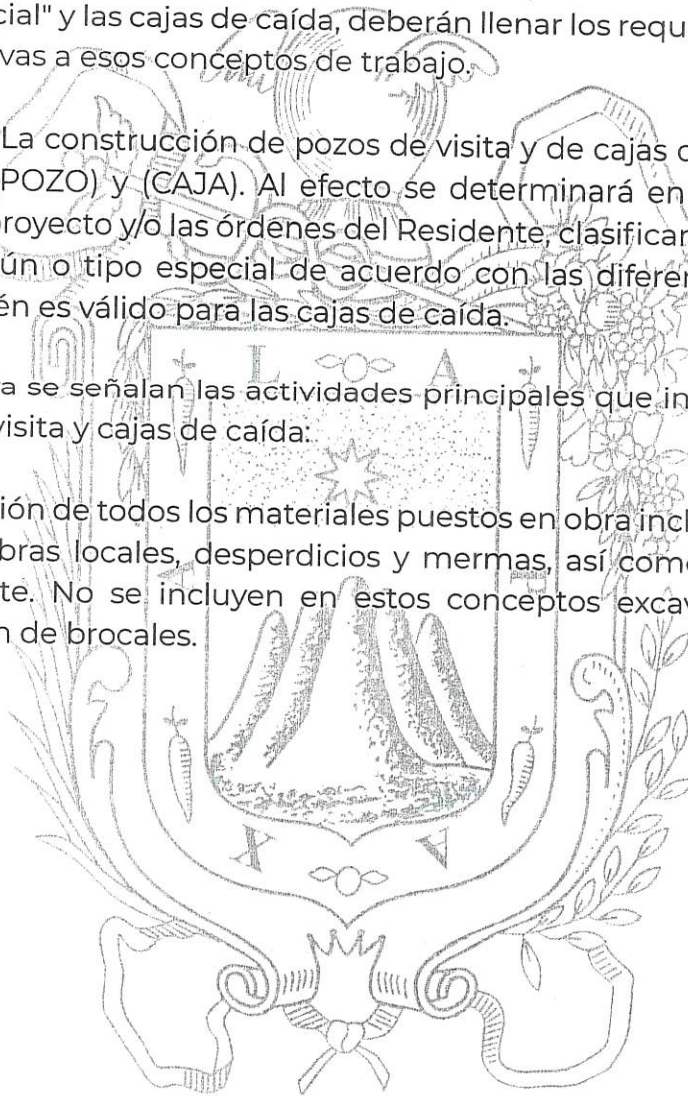 cial" y las cajas de caída, deberán llenar los requ
vas a esos conceptos de trabajo.
La construcción de pozos de visita y de cajas
POZO) y (CAJA). Al efecto se determinará en
royecto y/o las órdenes del Residente, clasificar
ún o tipo especial de acuerdo con las difere
én es válido para las cajas de caída.
L A
a se señalan las actividades principales que in
visita y cajas de caída:
ión de todos los materiales puestos en obra incl
bras locales, desperdicios y mermas, así com
te. No se incluyen en estos conceptos excav
n de brocales.
X A